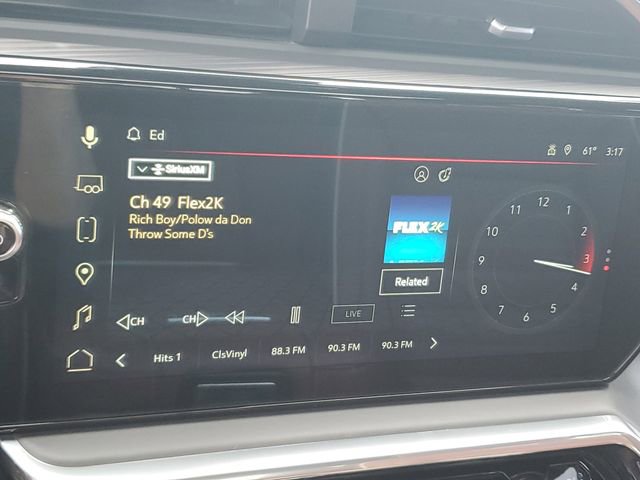 Ed
61° 3:17
SiriusXM
Ch 49 Flex2K
Rich Boy/Polow da Don
Throw Some D's
FLEX2K
Related
CH
CH
LIVE
Hits 1 ClsVinyl 88.3 FM 90.3 FM 90.3 FM
12
1
2
3
4
5
6
7
8
9
10
11